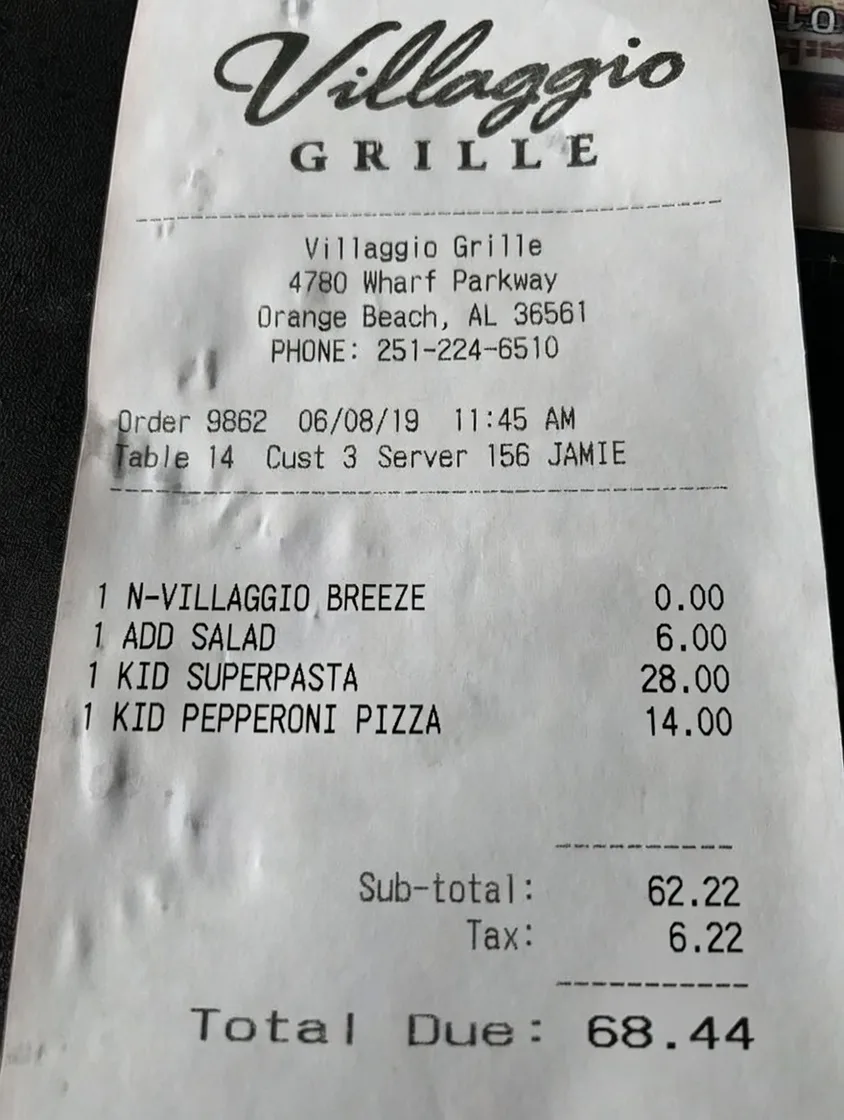 Villaggio
GRILLE
Villaggio Grille
4780 Wharf Parkway
Orange Beach, AL 36561
PHONE: 251-224-6510
Order 9862 06/08/19 11:45 AM
Table 14 Cust 3 Server 156 JAMIE
1 N-VILLAGGIO BREEZE 0.00
1 ADD SALAD 6.00
1 KID SUPERPASTA 28.00
1 KID PEPPERONI PIZZA 14.00
Sub-total: 62.22
Tax: 6.22
Total Due: 68.44